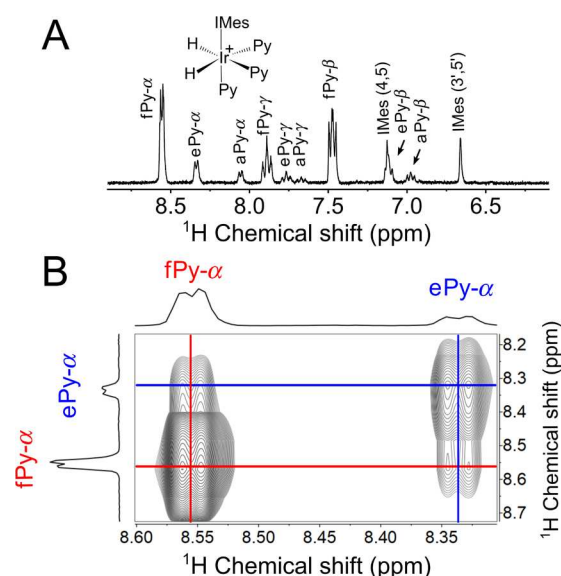 A
IMes
H
Ir+
Py
H
Py
Py
fPy-α
ePy-α
aPy-α
fPy-γ
ePy-γ
aPy-γ
fPy-β
IMes (4,5)
ePy-β
aPy-β
IMes (3',5')
8.5 8.0 7.5 7.0 6.5
¹H Chemical shift (ppm)
B
fPy-α
ePy-α
ePy-α
fPy-α
8.2
8.3
8.4
8.5
8.6
8.7
¹H Chemical shift (ppm)
8.60 8.55 8.50 8.45 8.40 8.35
¹H Chemical shift (ppm)